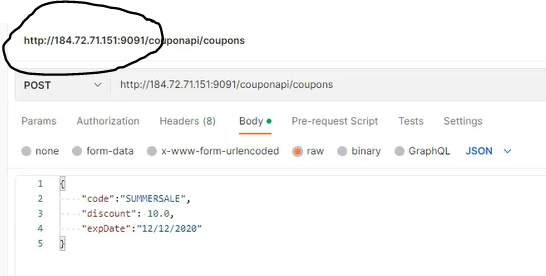 http://184.72.71.151:9091/couponapi/coupons
POST http://184.72.71.151:9091/couponapi/coupons
Params Authorization Headers (8) Body Pre-request Script Tests Settings
none form-data x-www-form-urlencoded raw binary GraphQL JSON
1 {
2 "code":"SUMMERSALE",
3 "discount": 10.0,
4 "expDate":"12/12/2020"
5 }